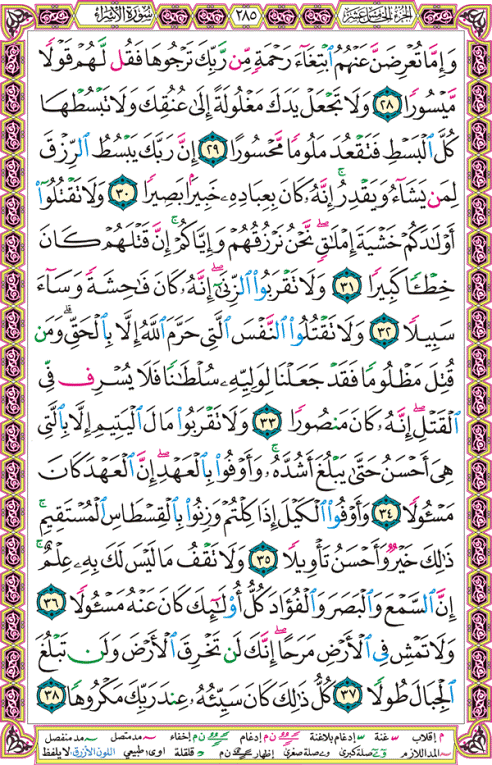 الجزء الخامس عشر ٢٨٥ سورة الإسراء
وَإِمَّا تُعْرِضَنَّ عَنْهُمُ ٱبْتِغَآءَ رَحْمَةٍ مِّن رَّبِّكَ تَرْجُوهَا فَقُل لَّهُمْ قَوْلًا
مَّيْسُورًا ٢٨ وَلَا تَجْعَلْ يَدَكَ مَغْلُولَةً إِلَىٰ عُنُقِكَ وَلَا تَبْسُطْهَا
كُلَّ ٱلْبَسْطِ فَتَقْعُدَ مَلُومًا مَّحْسُورًا ٢٩ إِنَّ رَبَّكَ يَبْسُطُ ٱلرِّزْقَ
لِمَن يَشَآءُ وَيَقْدِرُ ۚ إِنَّهُۥ كَانَ بِعِبَادِهِۦ خَبِيرًۢا بَصِيرًا ٣٠ وَلَا تَقْتُلُوٓا۟
أَوْلَـٰدَكُمْ خَشْيَةَ إِمْلَـٰقٍ ۖ نَّحْنُ نَرْزُقُهُمْ وَإِيَّاكُمْ ۚ إِنَّ قَتْلَهُمْ كَانَ
خِطْـًٔا كَبِيرًا ٣١ وَلَا تَقْرَبُوا۟ ٱلزِّنَىٰٓ ۖ إِنَّهُۥ كَانَ فَـٰحِشَةً وَسَآءَ
سَبِيلًا ٣٢ وَلَا تَقْتُلُوا۟ ٱلنَّفْسَ ٱلَّتِى حَرَّمَ ٱللَّهُ إِلَّا بِٱلْحَقِّ ۗ وَمَن
قُتِلَ مَظْلُومًا فَقَدْ جَعَلْنَا لِوَلِيِّهِۦ سُلْطَـٰنًا فَلَا يُسْرِف فِّى
ٱلْقَتْلِ ۖ إِنَّهُۥ كَانَ مَنصُورًا ٣٣ وَلَا تَقْرَبُوا۟ مَالَ ٱلْيَتِيمِ إِلَّا بِٱلَّتِى
هِىَ أَحْسَنُ حَتَّىٰ يَبْلُغَ أَشُدَّهُۥ ۚ وَأَوْفُوا۟ بِٱلْعَهْدِ ۖ إِنَّ ٱلْعَهْدَ كَانَ
مَسْـُٔولًا ٣٤ وَأَوْفُوا۟ ٱلْكَيْلَ إِذَا كِلْتُمْ وَزِنُوا۟ بِٱلْقِسْطَاسِ ٱلْمُسْتَقِيمِ ۚ
ذَٰلِكَ خَيْرٌ وَأَحْسَنُ تَأْوِيلًا ٣٥ وَلَا تَقْفُ مَا لَيْسَ لَكَ بِهِۦ عِلْمٌ ۚ
إِنَّ ٱلسَّمْعَ وَٱلْبَصَرَ وَٱلْفُؤَادَ كُلُّ أُو۟لَـٰٓئِكَ كَانَ عَنْهُ مَسْـُٔولًا ٣٦
وَلَا تَمْشِ فِى ٱلْأَرْضِ مَرَحًا ۖ إِنَّكَ لَن تَخْرِقَ ٱلْأَرْضَ وَلَن تَبْلُغَ
ٱلْجِبَالَ طُولًا ٣٧ كُلُّ ذَٰلِكَ كَانَ سَيِّئُهُۥ عِندَ رَبِّكَ مَكْرُوهًا ٣٨
م إقلاب غنة إدغام بلاغنة ن م إدغام ن م إخفاء مد متصل مد منفصل
المد اللازم صلة كبرى صلة صغرى إظهار ن م قلقلة اوى: طبيعي اللون الأزرق: لا يلفظ